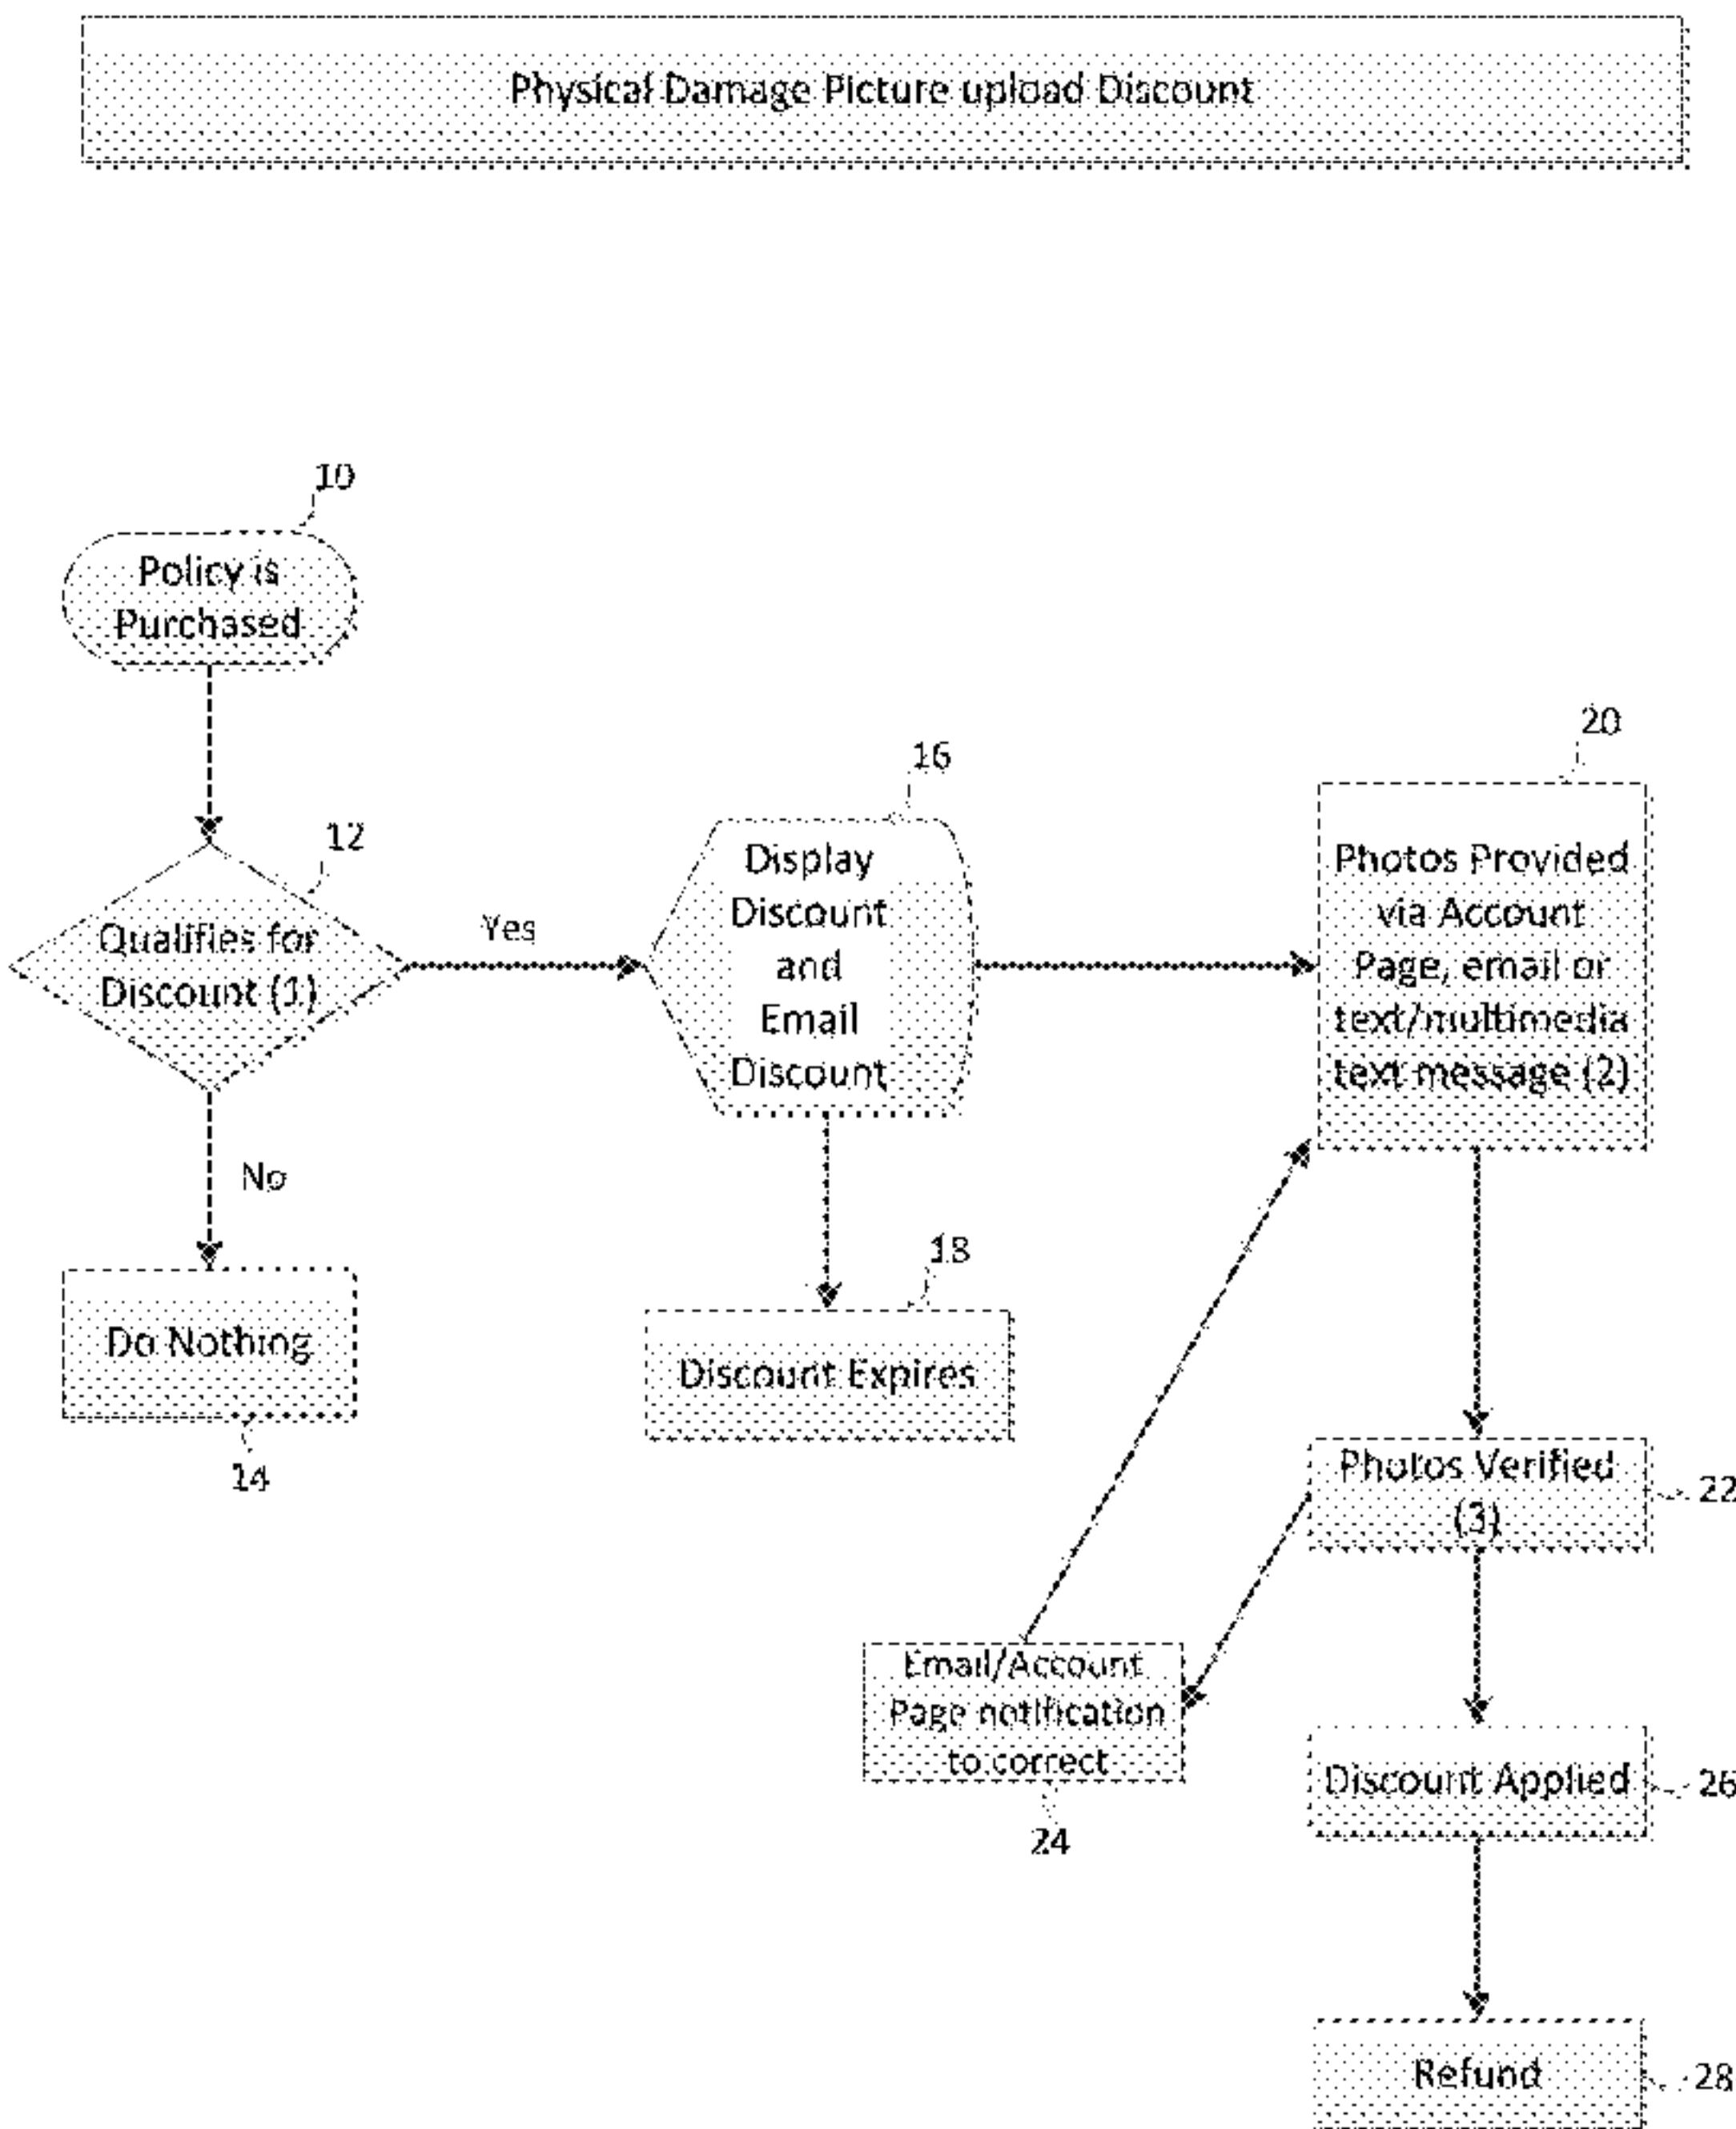 Physical Damage Picture upload Discount
10
Policy is
Purchased
12
Qualifies for
Discount (1)
Yes
No
Do Nothing
14
16
Display
Discount
and
Email
Discount
18
Discount Expires
20
Photos Provided
via Account
Page, email or
text/multimedia
text message (2)
Photos Verified
(3)
22
Email/Account
Page notification
to correct
24
Discount Applied
26
Refund
28